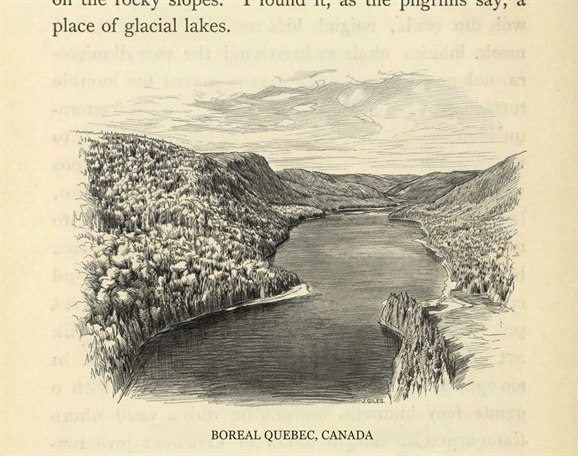 on the rocky slopes. I found it, as the pilgrims say, a
place of glacial lakes.
J.GILES.
BOREAL QUEBEC, CANADA